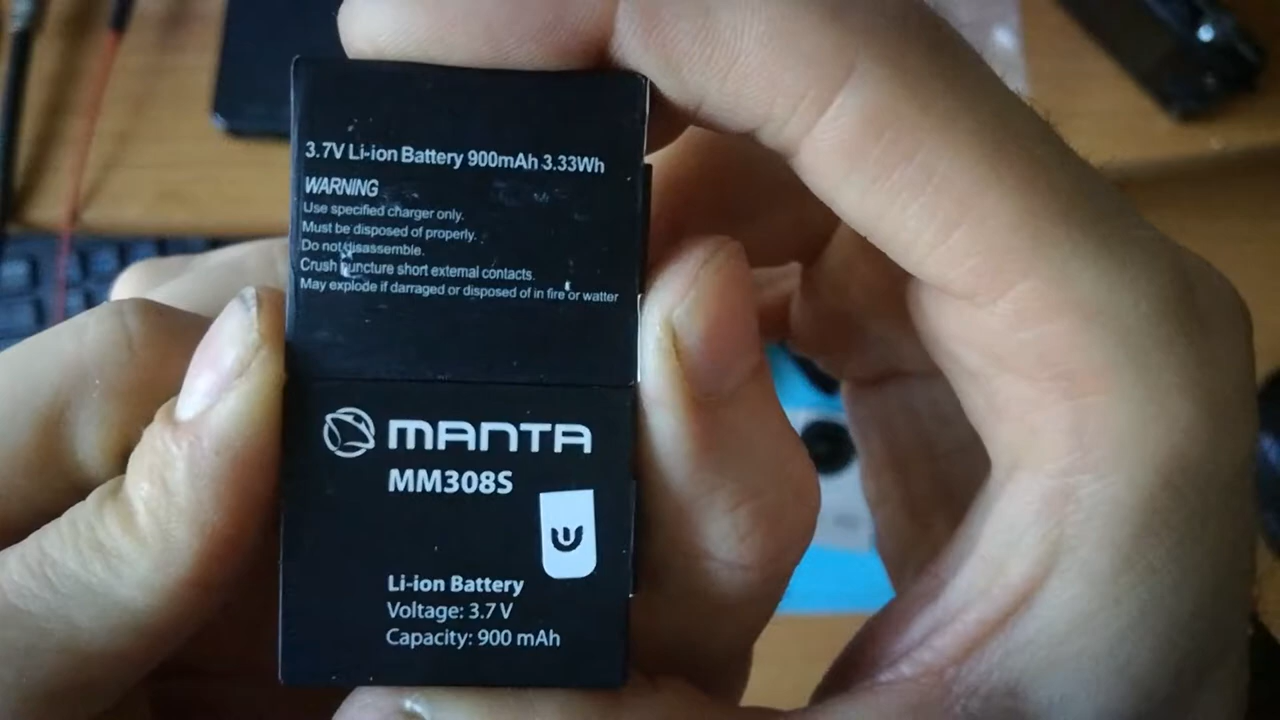 3.7V Li-ion Battery 900mAh 3.33Wh
WARNING
Use specified charger only.
Must be disposed of properly.
Do not disassemble.
Crush puncture short external contacts.
May explode if darraged or disposed of in fire or watter
MANTA
MM308S
Li-ion Battery
Voltage: 3.7 V
Capacity: 900 mAh